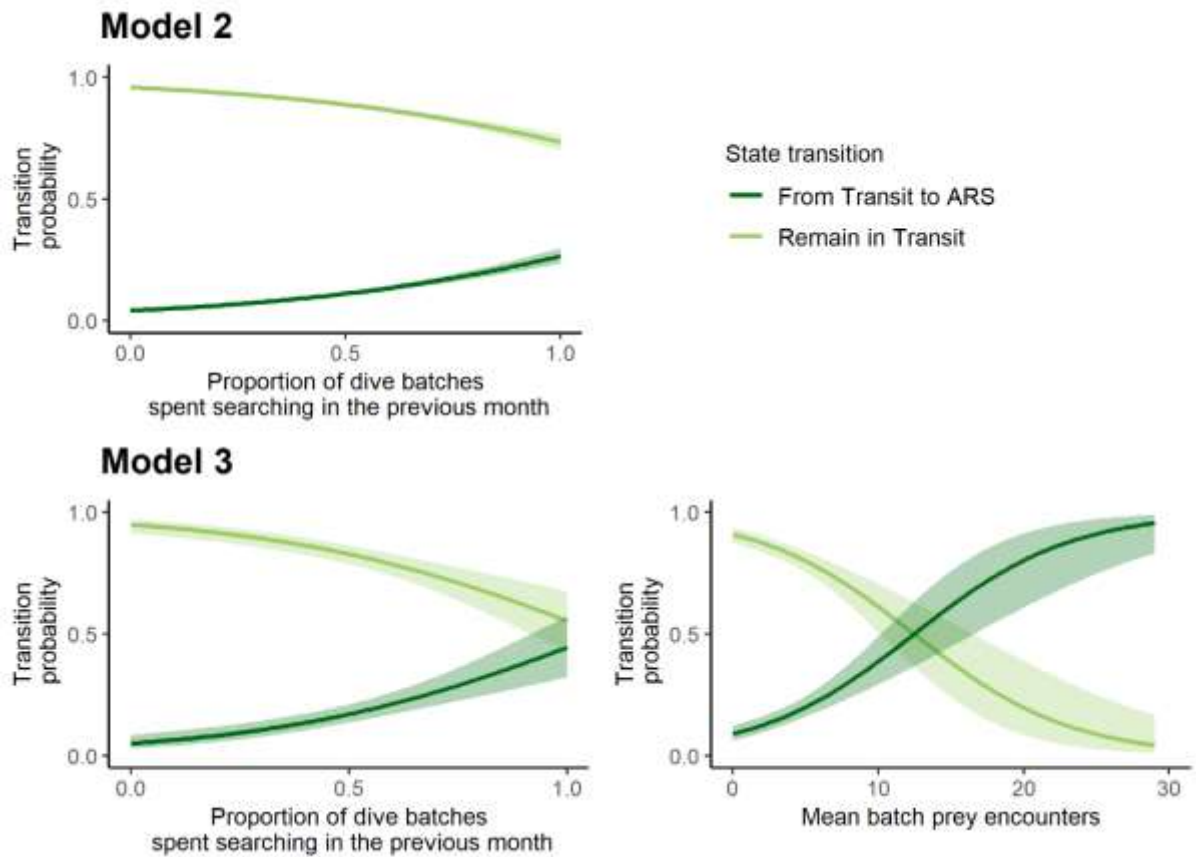 Model 2
1.0
0.5
0.0
Transition
probability
0.0 0.5 1.0
Proportion of dive batches
spent searching in the previous month
State transition
From Transit to ARS
Remain in Transit
Model 3
1.0
0.5
0.0
Transition
probability
0.0 0.5 1.0
Proportion of dive batches
spent searching in the previous month
1.0
0.5
0.0
Transition
probability
0 10 20 30
Mean batch prey encounters